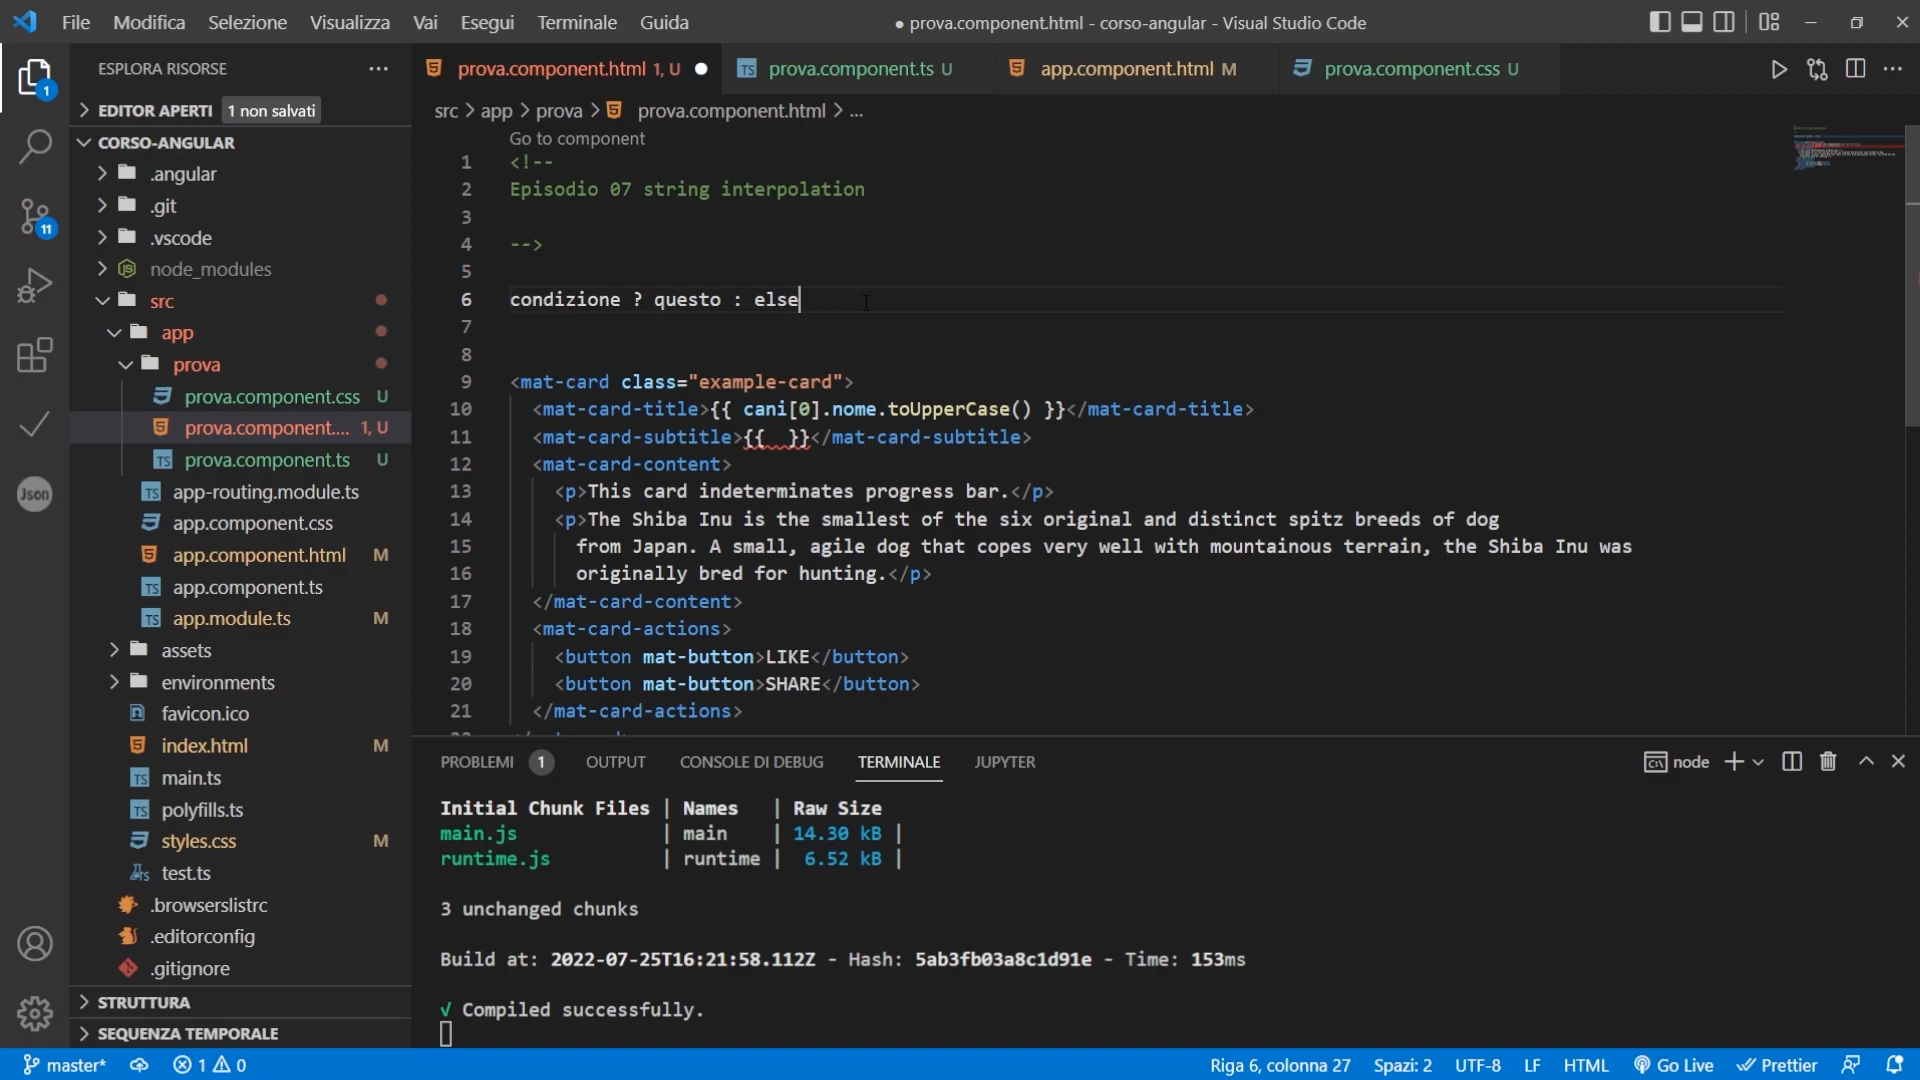 File Modifica Selezione Visualizza Vai Esegui Terminale Guida
● prova.component.html - corso-angular - Visual Studio Code
ESPLORA RISORSE
EDITOR APERTI 1 non salvati
CORSO-ANGULAR
.angular
.git
.vscode
node_modules
src
app
prova
prova.component.css U
prova.component.... 1, U
prova.component.ts U
app-routing.module.ts
app.component.css
app.component.html M
app.component.ts
app.module.ts M
assets
environments
favicon.ico
index.html M
main.ts
polyfills.ts
styles.css M
test.ts
.browserslistrc
.editorconfig
.gitignore
STRUTTURA
SEQUENZA TEMPORALE
1
11
Json
prova.component.html 1, U
prova.component.ts U
app.component.html M
prova.component.css U
src > app > prova > prova.component.html > ...
Go to component
1 <!--
2 Episodio 07 string interpolation
3
4 -->
5
6 condizione ? questo : else
7
8
9 <mat-card class="example-card">
10 <mat-card-title>{{ cani[0].nome.toUpperCase() }}</mat-card-title>
11 <mat-card-subtitle>{{  }}</mat-card-subtitle>
12 <mat-card-content>
13 <p>This card indeterminates progress bar.</p>
14 <p>The Shiba Inu is the smallest of the six original and distinct spitz breeds of dog
15 from Japan. A small, agile dog that copes very well with mountainous terrain, the Shiba Inu was
16 originally bred for hunting.</p>
17 </mat-card-content>
18 <mat-card-actions>
19 <button mat-button>LIKE</button>
20 <button mat-button>SHARE</button>
21 </mat-card-actions>
PROBLEMI 1 OUTPUT CONSOLE DI DEBUG TERMINALE JUPYTER
node
Initial Chunk Files | Names | Raw Size
main.js | main | 14.30 kB |
runtime.js | runtime | 6.52 kB |
3 unchanged chunks
Build at: 2022-07-25T16:21:58.112Z - Hash: 5ab3fb03a8c1d91e - Time: 153ms
√ Compiled successfully.
master* 1 0
Riga 6, colonna 27 Spazi: 2 UTF-8 LF HTML Go Live Prettier